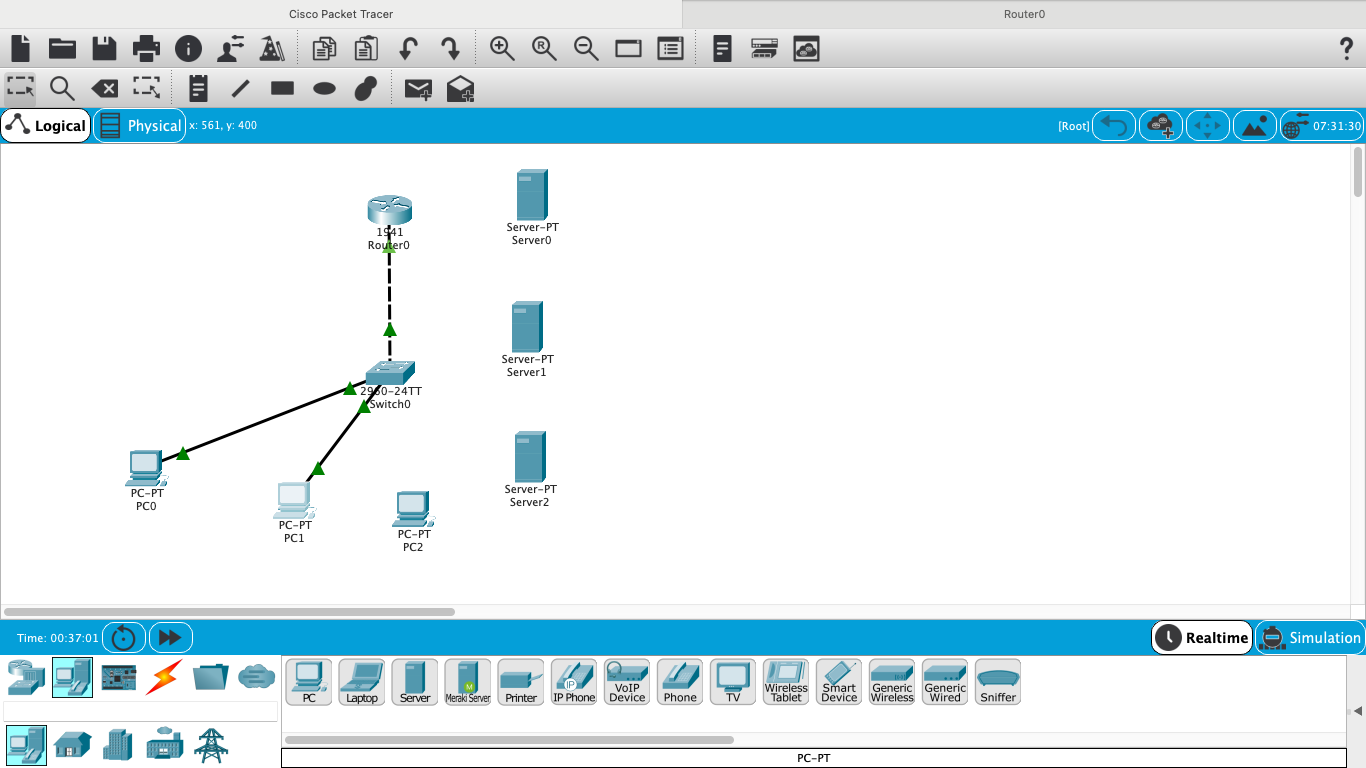 Cisco Packet Tracer
Router0
Logical
Physical
x: 561, y: 400
[Root]
07:31:30
1941
Router0
Server-PT
Server0
Server-PT
Server1
2960-24TT
Switch0
Server-PT
Server2
PC-PT
PC0
PC-PT
PC1
PC-PT
PC2
Time: 00:37:01
Realtime
Simulation
PC
Laptop
Server
Meraki Server
Printer
IP
IP Phone
VoIP
Device
Phone
TV
Wireless
Tablet
Smart
Device
Generic
Wireless
Generic
Wired
Sniffer
PC-PT